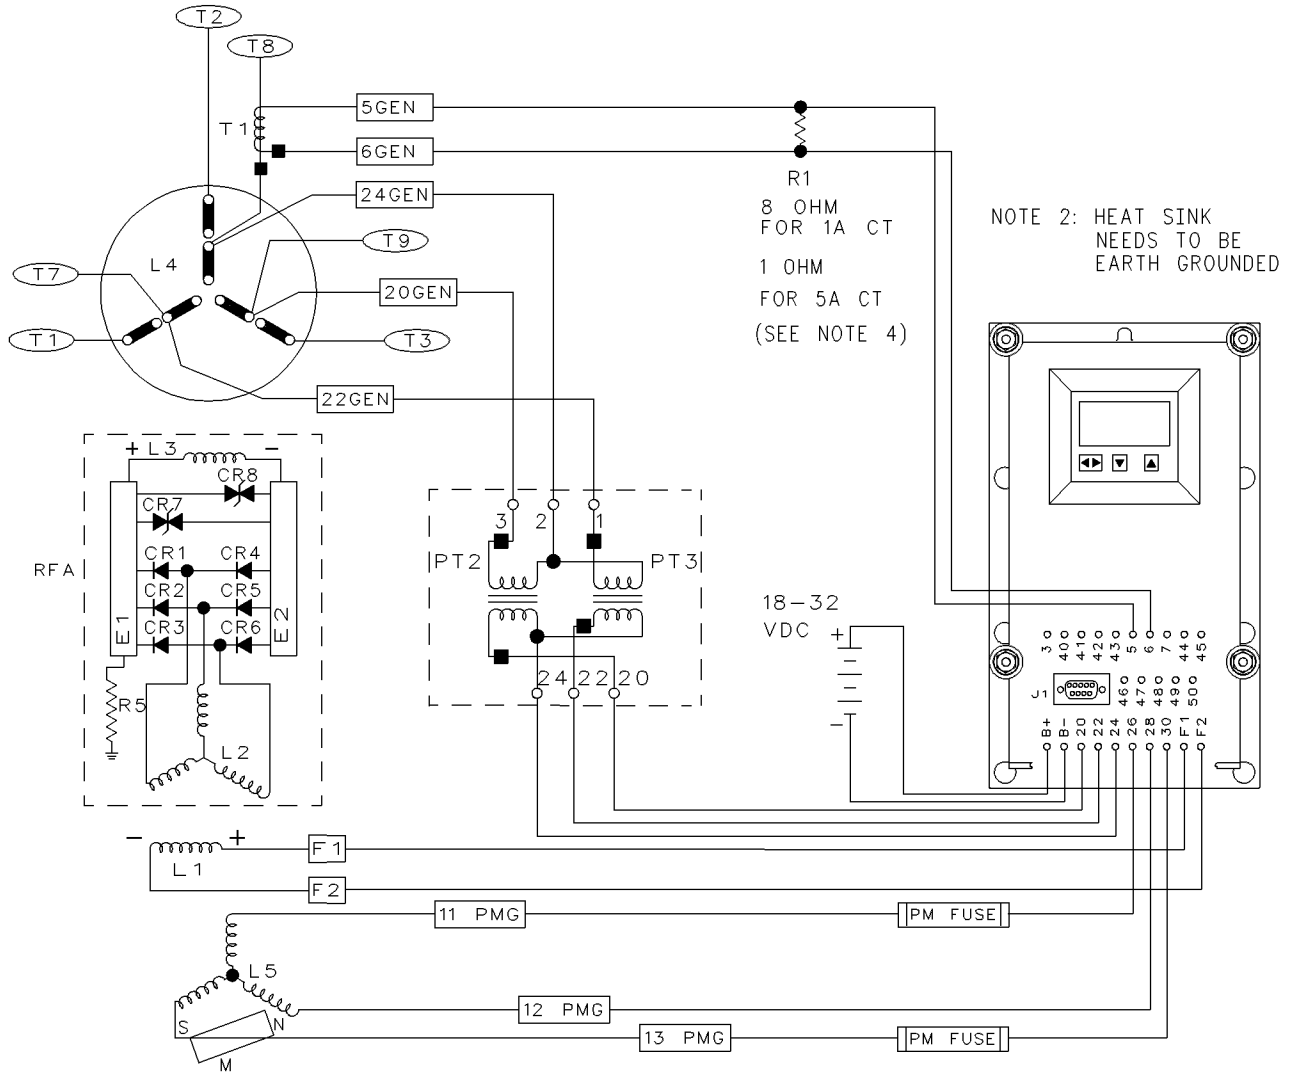 T2
T8
5GEN
T1
6GEN
R1
24GEN
8 OHM
FOR 1A CT
NOTE 2: HEAT SINK
NEEDS TO BE
EARTH GROUNDED
T9
L4
1 OHM
T7
20GEN
FOR 5A CT
(SEE NOTE 4)
T1
T3
22GEN
+ L3 -
CR8
CR7
3 2 1
CR1 CR4
PT2 PT3
RFA
CR2 CR5
18-32
VDC
E1 CR3 CR6 E2
+
3 40 41 42 43 5 6 7 44 45
24 22 20
J1 46 47 48 49 50
R5
-
B+ B- 20 22 24 26 28 30 F1 F2
L2
- +
F1
L1
F2
11 PMG PM FUSE
L5
12 PMG
S N
13 PMG PM FUSE
M